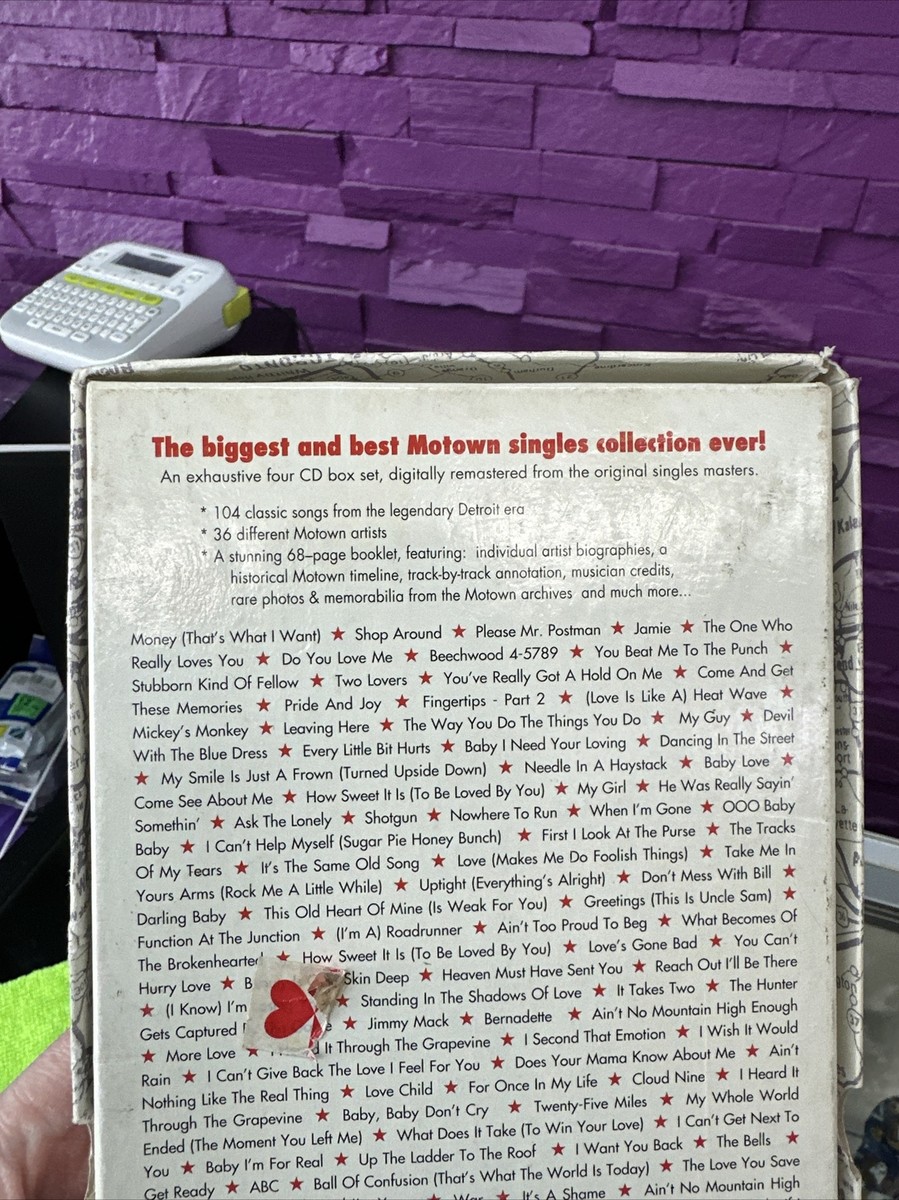 The biggest and best Motown singles collection ever!
An exhaustive four CD box set, digitally remastered from the original singles masters.
* 104 classic songs from the legendary Detroit era
* 36 different Motown artists
* A stunning 68–page booklet, featuring: individual artist biographies, a
historical Motown timeline, track-by-track annotation, musician credits,
rare photos & memorabilia from the Motown archives and much more...
Money (That's What I Want) ★ Shop Around ★ Please Mr. Postman ★ Jamie ★ The One Who
Really Loves You ★ Do You Love Me ★ Beechwood 4-5789 ★ You Beat Me To The Punch ★
Stubborn Kind Of Fellow ★ Two Lovers ★ You've Really Got A Hold On Me ★ Come And Get
These Memories ★ Pride And Joy ★ Fingertips - Part 2 ★ (Love Is Like A) Heat Wave ★
Mickey's Monkey ★ Leaving Here ★ The Way You Do The Things You Do ★ My Guy ★ Devil
With The Blue Dress ★ Every Little Bit Hurts ★ Baby I Need Your Loving ★ Dancing In The Street
★ My Smile Is Just A Frown (Turned Upside Down) ★ Needle In A Haystack ★ Baby Love ★
Come See About Me ★ How Sweet It Is (To Be Loved By You) ★ My Girl ★ He Was Really Sayin'
Somethin' ★ Ask The Lonely ★ Shotgun ★ Nowhere To Run ★ When I'm Gone ★ OOO Baby
Baby ★ I Can't Help Myself (Sugar Pie Honey Bunch) ★ First I Look At The Purse ★ The Tracks
Of My Tears ★ It's The Same Old Song ★ Love (Makes Me Do Foolish Things) ★ Take Me In
Yours Arms (Rock Me A Little While) ★ Uptight (Everything's Alright) ★ Don't Mess With Bill ★
Darling Baby ★ This Old Heart Of Mine (Is Weak For You) ★ Greetings (This Is Uncle Sam) ★
Function At The Junction ★ (I'm A) Roadrunner ★ Ain't Too Proud To Beg ★ What Becomes Of
The Brokenhearted ★ How Sweet It Is (To Be Loved By You) ★ Love's Gone Bad ★ You Can't
Hurry Love ★ B Skin Deep ★ Heaven Must Have Sent You ★ Reach Out I'll Be There
★ (I Know) I'm ★ Standing In The Shadows Of Love ★ It Takes Two ★ The Hunter
Gets Captured ★ Jimmy Mack ★ Bernadette ★ Ain't No Mountain High Enough
★ More Love ★ It Through The Grapevine ★ I Second That Emotion ★ I Wish It Would
Rain ★ I Can't Give Back The Love I Feel For You ★ Does Your Mama Know About Me ★ Ain't
Nothing Like The Real Thing ★ Love Child ★ For Once In My Life ★ Cloud Nine ★ I Heard It
Through The Grapevine ★ Baby, Baby Don't Cry ★ Twenty-Five Miles ★ My Whole World
Ended (The Moment You Left Me) ★ What Does It Take (To Win Your Love) ★ I Can't Get Next To
You ★ Baby I'm For Real ★ Up The Ladder To The Roof ★ I Want You Back ★ The Bells ★
Get Ready ★ ABC ★ Ball Of Confusion (That's What The World Is Today) ★ The Love You Save
★ War ★ It's A Shame ★ Ain't No Mountain High